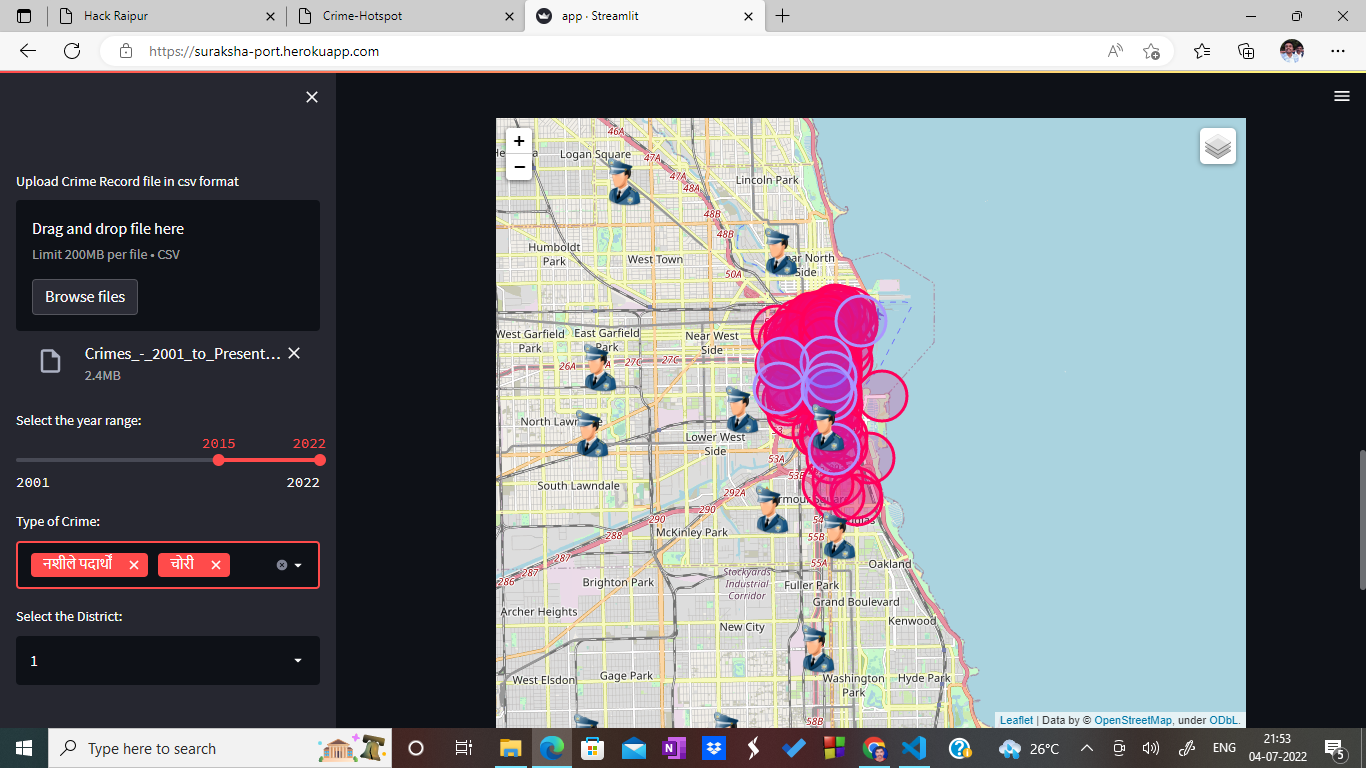 Hack Raipur
Crime-Hotspot
app · Streamlit
https://suraksha-port.herokuapp.com
Upload Crime Record file in csv format
Drag and drop file here
Limit 200MB per file • CSV
Browse files
Crimes_-_2001_to_Present...
2.4MB
Select the year range:
2015
2022
2001
2022
Type of Crime:
नशीले पदार्थों
चोरी
Select the District:
1
+
−
46A
Logan Square
47A
47A
48A
Lincoln Park
48B
48B
Humboldt
Park
West Town
50A
Side
West Garfield
Park
East Garfield
Park
Near West
Side
26A
27C
27C
North
Lower West
Side
53A
South Lawndale
292A
290
290
McKinley Park
288
287
287
286
55B
55A
Oakland
Brighton Park
Stockyards
Industrial
Corridor
Fuller Park
Archer Heights
Grand Boulevard
New City
Kenwood
West Elsdon
Gage Park
Washington
Park
Hyde Park
58B
Leaflet | Data by © OpenStreetMap, under ODbL.
Type here to search
26°C
ENG
21:53
04-07-2022
5